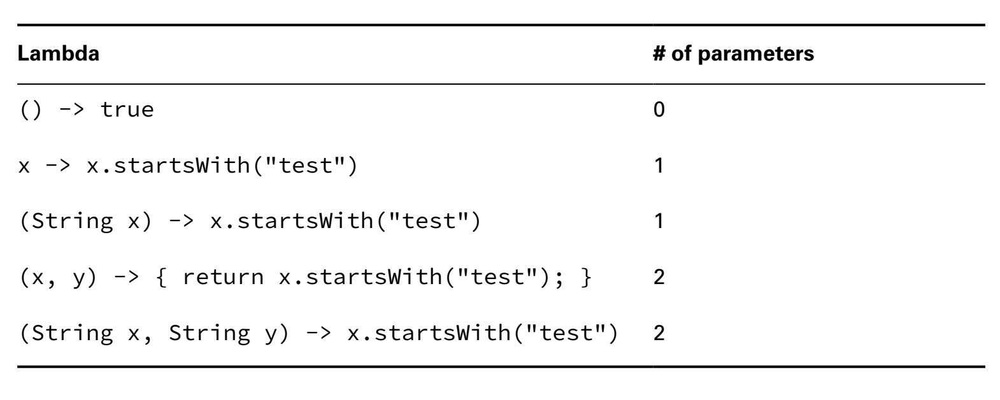 Lambda # of parameters
() -> true 0
x -> x.startsWith("test") 1
(String x) -> x.startsWith("test") 1
(x, y) -> { return x.startsWith("test"); } 2
(String x, String y) -> x.startsWith("test") 2